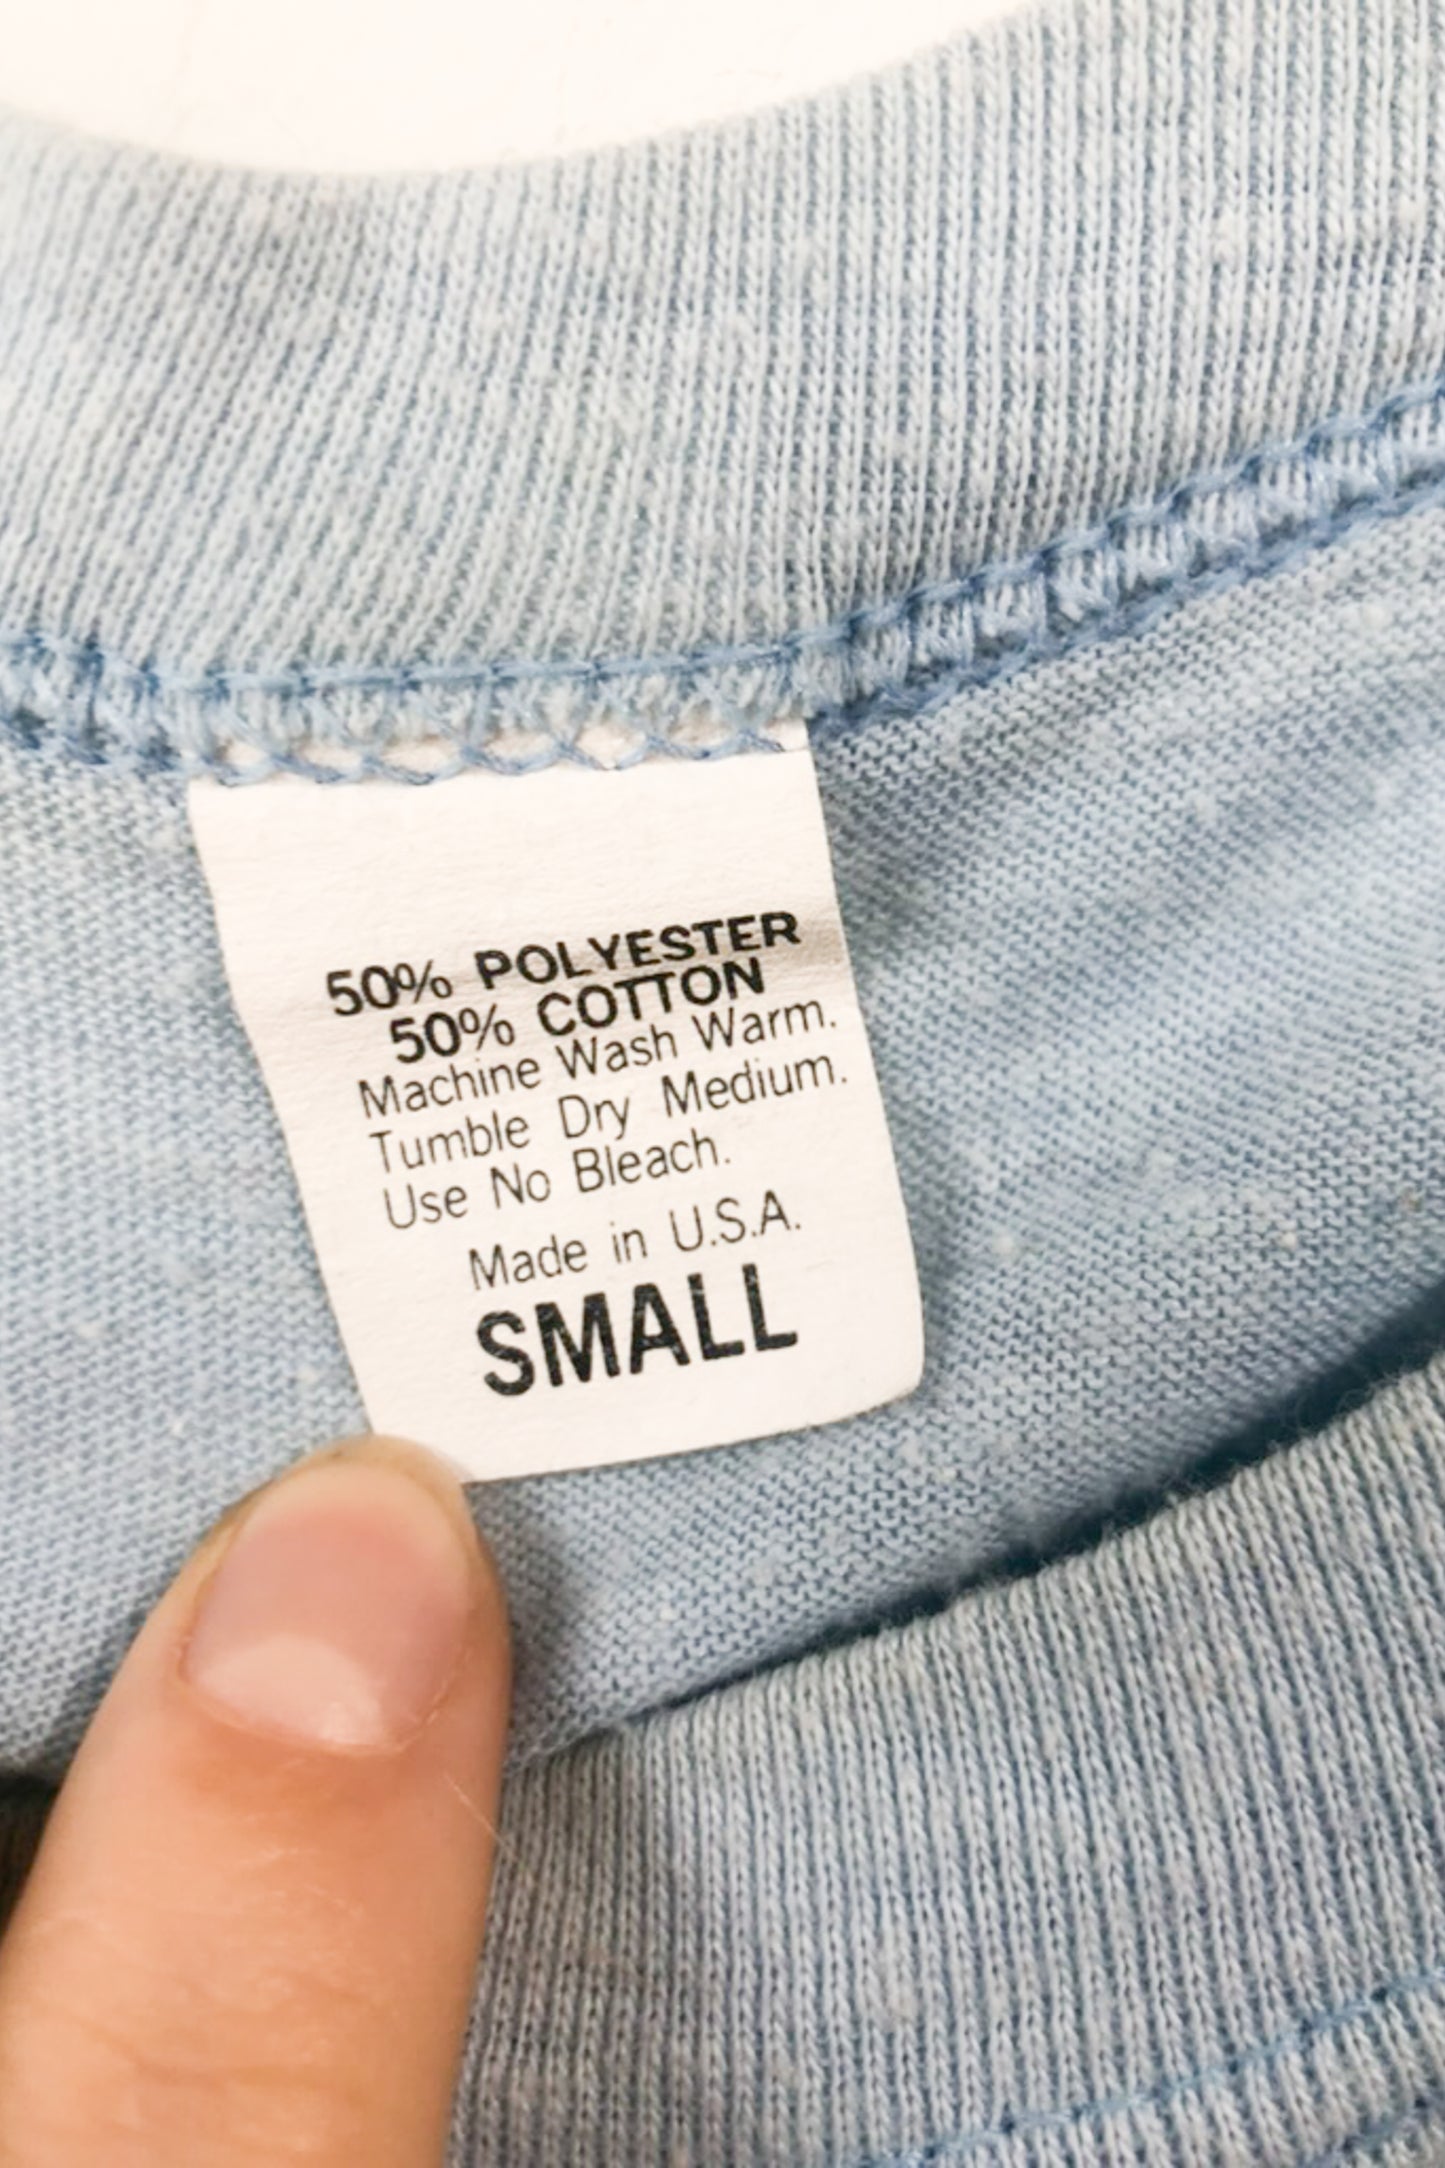 50% POLYESTER
50% COTTON
Machine Wash Warm.
Tumble Dry Medium.
Use No Bleach.
Made in U.S.A.
SMALL